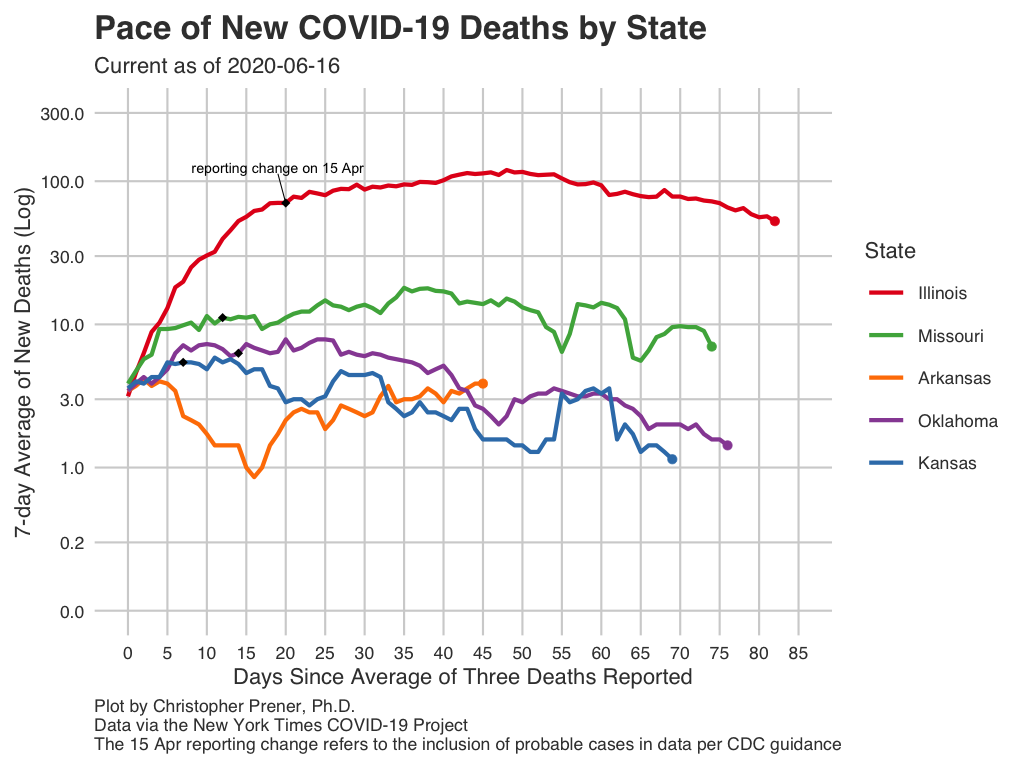 Pace of New COVID-19 Deaths by State
Current as of 2020-06-16
7-day Average of New Deaths (Log)
300.0
100.0
30.0
10.0
3.0
1.0
0.2
0.0
reporting change on 15 Apr
0 5 10 15 20 25 30 35 40 45 50 55 60 65 70 75 80 85
Days Since Average of Three Deaths Reported
State
Illinois
Missouri
Arkansas
Oklahoma
Kansas
Plot by Christopher Prener, Ph.D.
Data via the New York Times COVID-19 Project
The 15 Apr reporting change refers to the inclusion of probable cases in data per CDC guidance